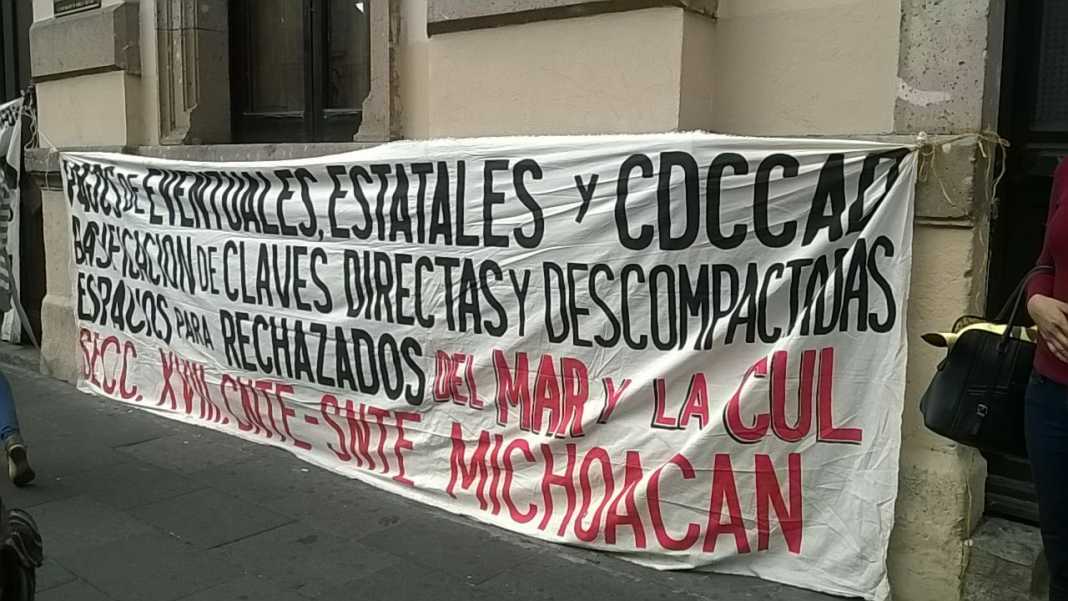 PAGOS DE EVENTUALES, ESTATALES Y CDCCAO
BASIFICACION DE CLAVES DIRECTAS Y DESCOMPACTADAS
ESPACIOS PARA RECHAZADOS DEL MAR Y LA CUL
SECC. XVIII. CNTE-SNTE MICHOACAN